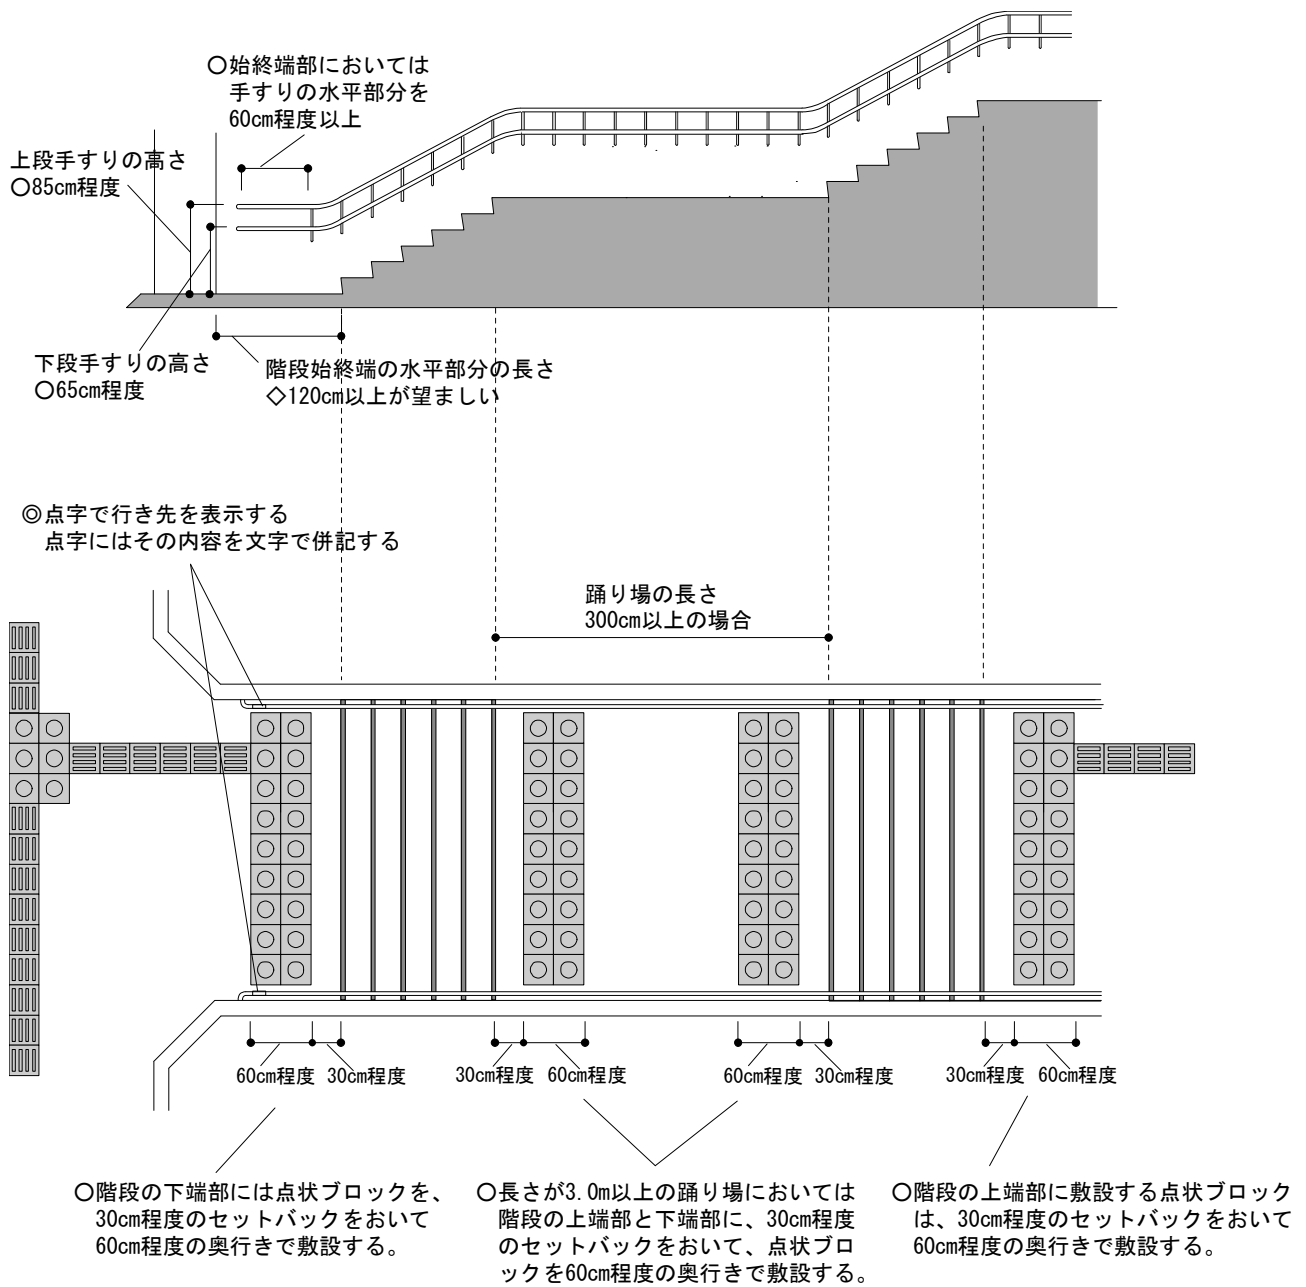 ○始終端部においては
手すりの水平部分を
60cm程度以上
上段手すりの高さ
○85cm程度
下段手すりの高さ
○65cm程度
階段始終端の水平部分の長さ
◇120cm以上が望ましい
◎点字で行き先を表示する
点字にはその内容を文字で併記する
踊り場の長さ
300cm以上の場合
60cm程度 30cm程度 30cm程度 60cm程度 60cm程度 30cm程度 30cm程度 60cm程度
○階段の下端部には点状ブロックを、
30cm程度のセットバックをおいて
60cm程度の奥行きで敷設する。
○長さが3.0m以上の踊り場においては
階段の上端部と下端部に、30cm程度
のセットバックをおいて、点状ブロ
ックを60cm程度の奥行きで敷設する。
○階段の上端部に敷設する点状ブロック
は、30cm程度のセットバックをおいて
60cm程度の奥行きで敷設する。